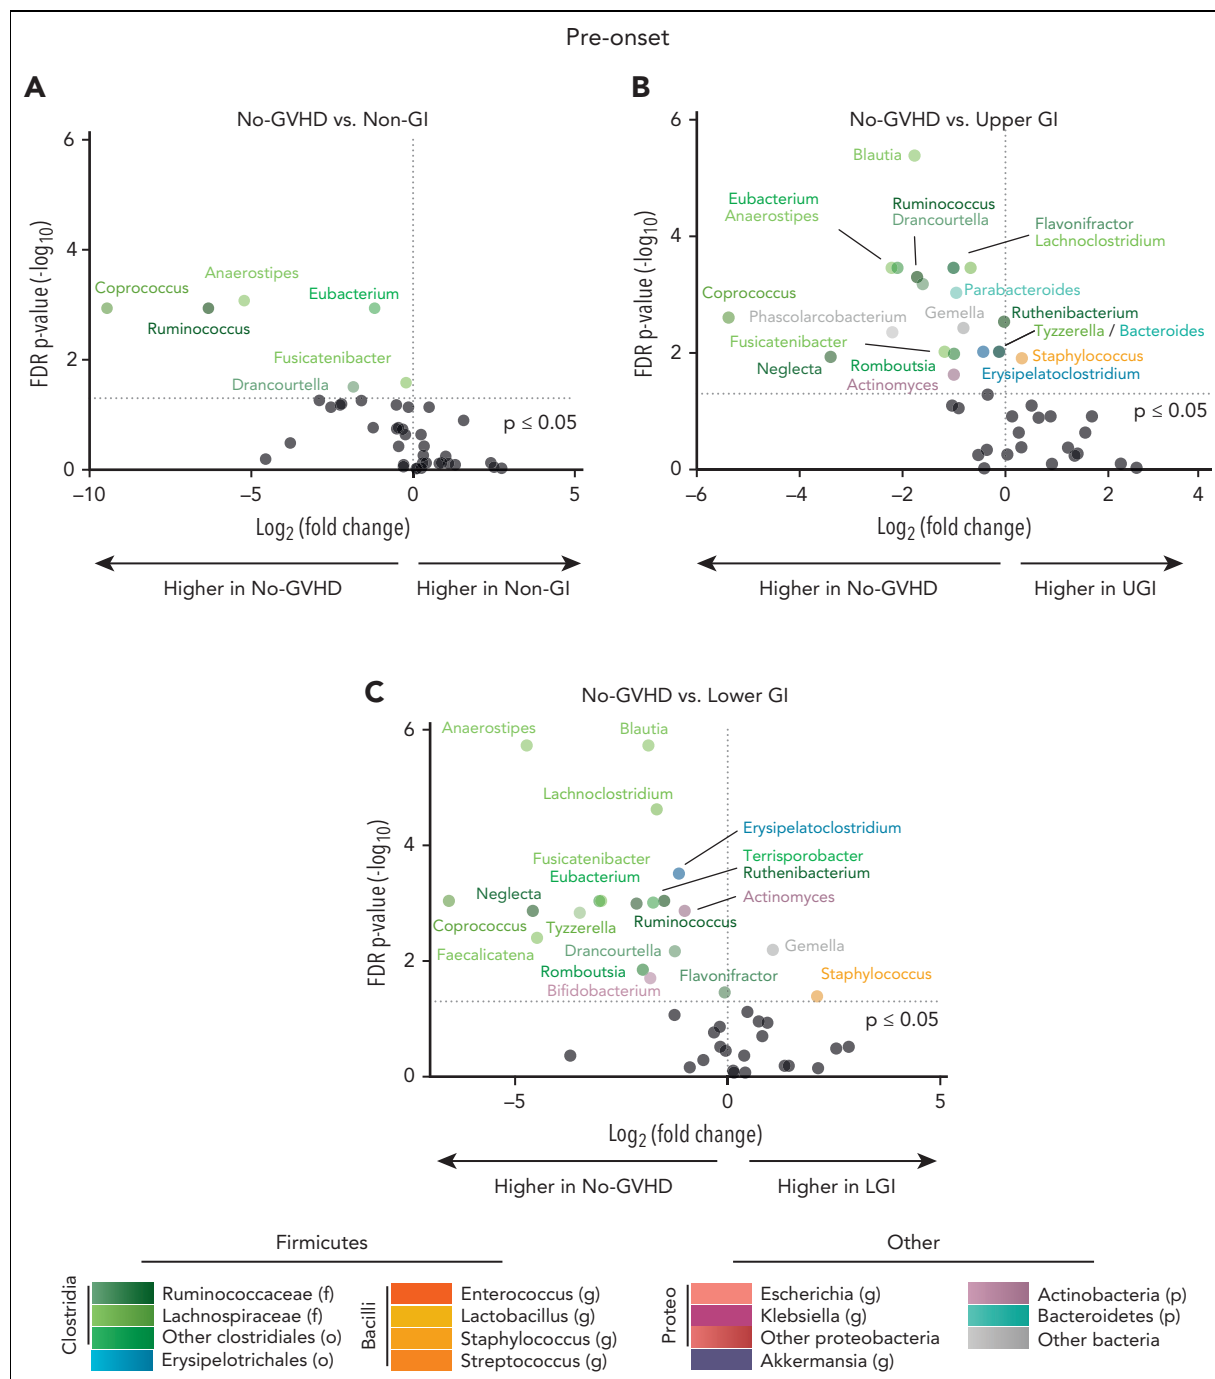 Pre-onset
A
No-GVHD vs. Non-GI
FDR p-value (-log10)
6
4
2
0
Coprococcus
Anaerostipes
Ruminococcus
Eubacterium
Fusicatenibacter
Drancourtella
p ≤ 0.05
–10
–5
0
5
Log2 (fold change)
Higher in No-GVHD
Higher in Non-GI
B
No-GVHD vs. Upper GI
FDR p-value (-log10)
6
4
2
0
Blautia
Eubacterium
Anaerostipes
Ruminococcus
Drancourtella
Flavonifractor
Lachnoclostridium
Parabacteroides
Coprococcus
Phascolarcobacterium
Gemella
Ruthenibacterium
Tyzzerella / Bacteroides
Fusicatenibacter
Neglecta
Romboutsia
Actinomyces
Staphylococcus
Erysipelatoclostridium
p ≤ 0.05
–6
–4
–2
0
2
4
Log2 (fold change)
Higher in No-GVHD
Higher in UGI
C
No-GVHD vs. Lower GI
FDR p-value (-log10)
6
4
2
0
Anaerostipes
Blautia
Lachnoclostridium
Erysipelatoclostridium
Fusicatenibacter
Eubacterium
Terrisporobacter
Ruthenibacterium
Neglecta
Actinomyces
Coprococcus
Tyzzerella
Ruminococcus
Faecalicatena
Drancourtella
Gemella
Romboutsia
Flavonifractor
Staphylococcus
Bifidobacterium
p ≤ 0.05
–5
0
5
Log2 (fold change)
Higher in No-GVHD
Higher in LGI
Firmicutes
Clostridia
Ruminoccaceae (f)
Lachnospiraceae (f)
Other clostridiales (o)
Erysipelotrichales (o)
Bacilli
Enterococcus (g)
Lactobacillus (g)
Staphylococcus (g)
Streptococcus (g)
Other
Proteo
Escherichia (g)
Klebsiella (g)
Other proteobacteria
Akkermansia (g)
Actinobacteria (p)
Bacteroidetes (p)
Other bacteria